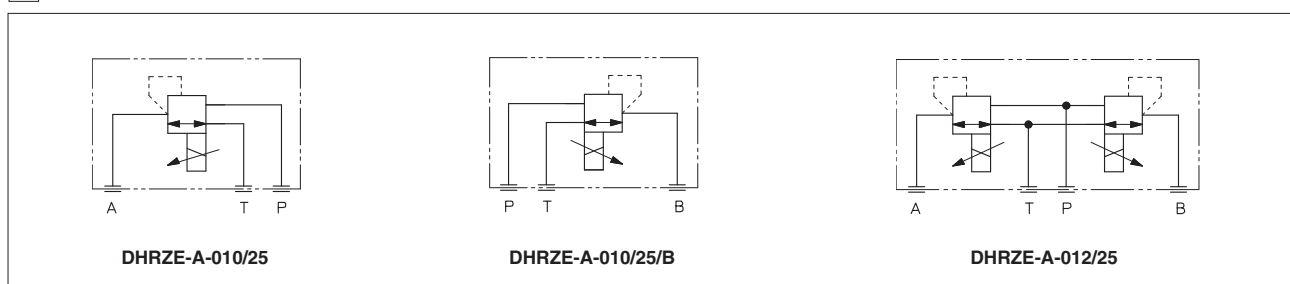 A T P
P T B
A T P B
DHRZE-A-010/25
DHRZE-A-010/25/B
DHRZE-A-012/25